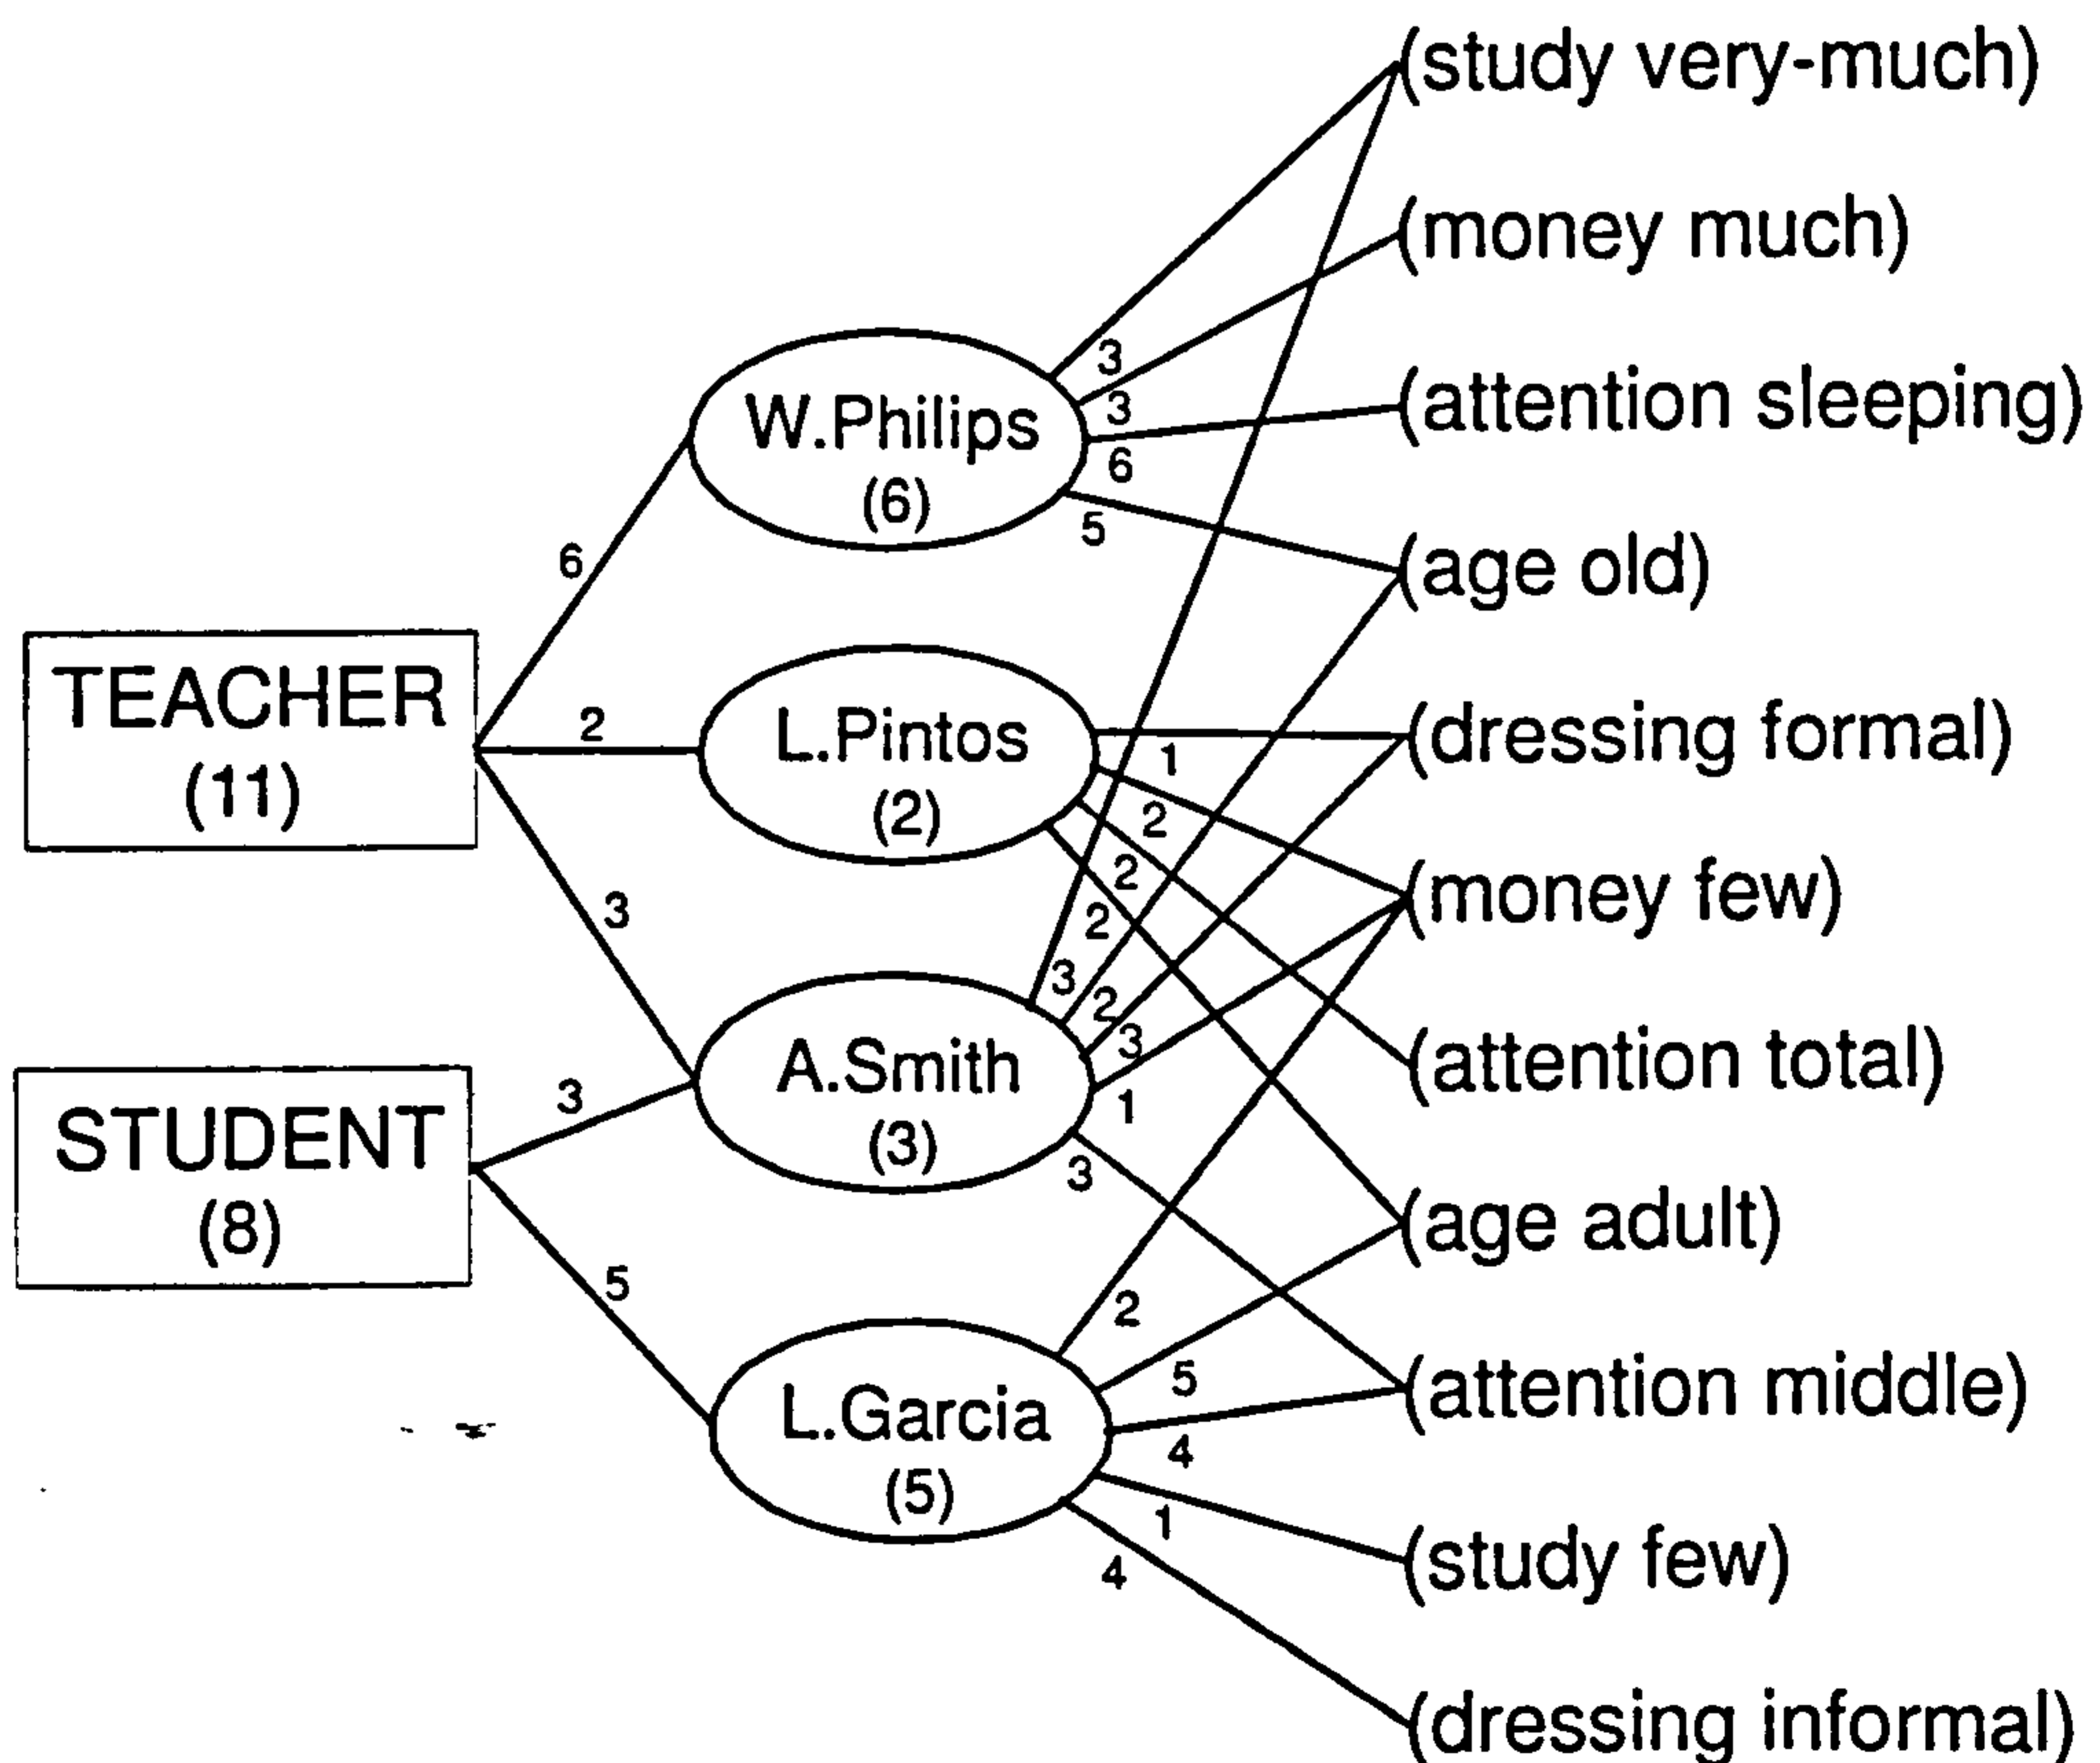 (study very-much)
(money much)
3
W.Philips
3
(attention sleeping)
6
(6)
5
6
(age old)
TEACHER
2
L.Pintos
1
(dressing formal)
(11)
(2)
2
2
(money few)
3
2
3
2
3
A.Smith
(attention total)
STUDENT
3
1
(3)
3
(8)
(age adult)
5
2
5
(attention middle)
L.Garcia
4
(5)
1
(study few)
4
(dressing informal)